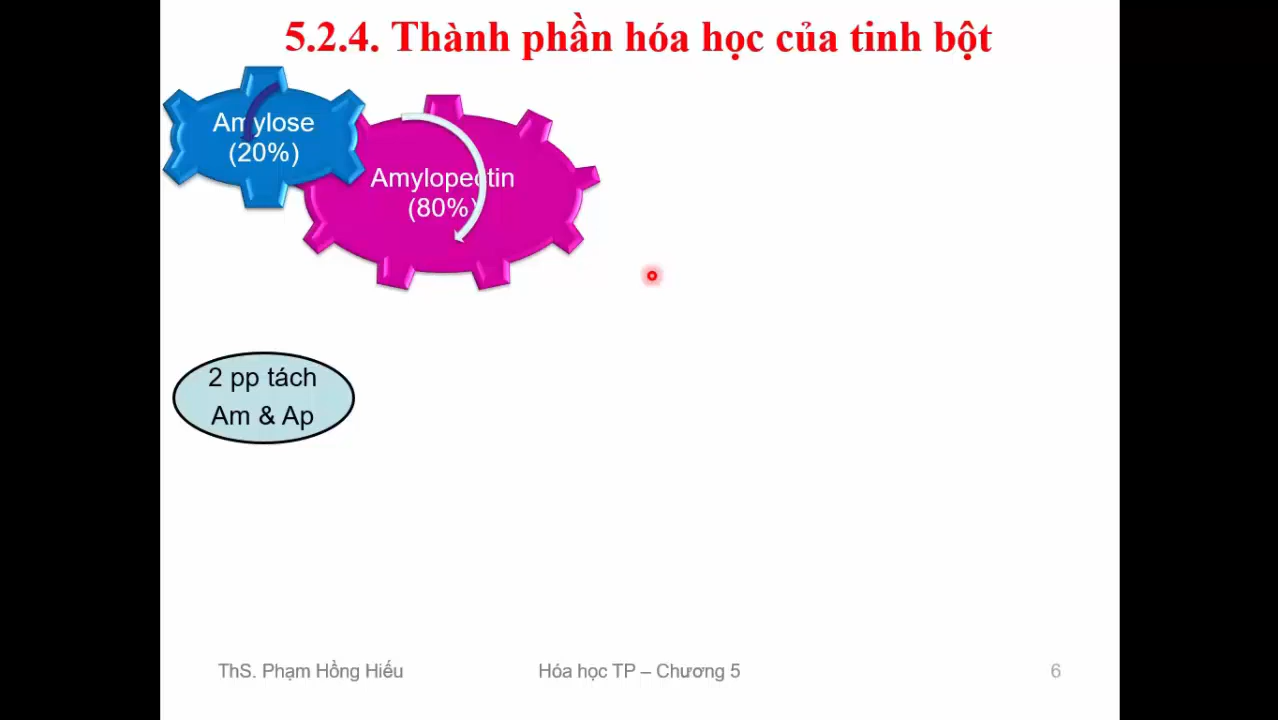 5.2.4. Thành phần hóa học của tinh bột
Amylose
(20%)
Amylopectin
(80%)
2 pp tách
Am & Ap
ThS. Phạm Hồng Hiếu
Hóa học TP – Chương 5
6